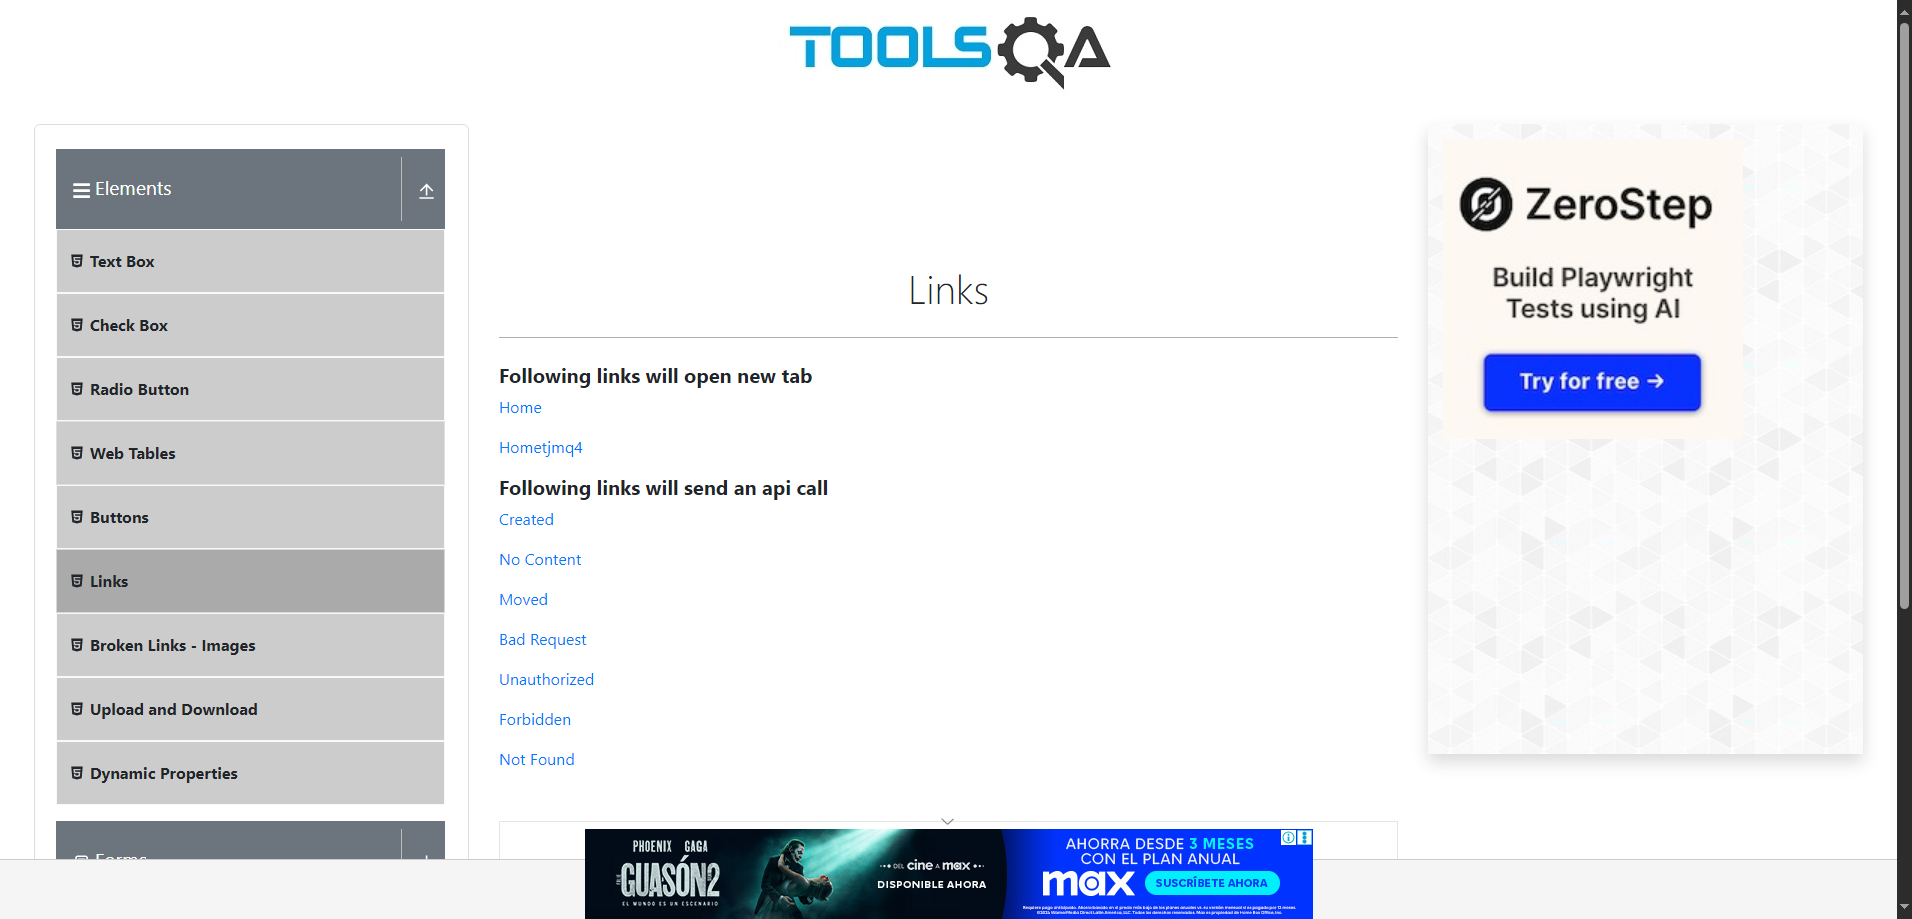 TOOLSQA
Elements
Text Box
Check Box
Radio Button
Web Tables
Buttons
Links
Broken Links - Images
Upload and Download
Dynamic Properties
Forms
Links
Following links will open new tab
Home
Hometjmq4
Following links will send an api call
Created
No Content
Moved
Bad Request
Unauthorized
Forbidden
Not Found
ZeroStep
Build Playwright
Tests using AI
Try for free →
PHOENIX GAGA
GUASÓN2
EL MUNDO ES UN ESCENARIO
DEL cine A max
DISPONIBLE AHORA
AHORRA DESDE 3 MESES
CON EL PLAN ANUAL
max SUSCRÍBETE AHORA